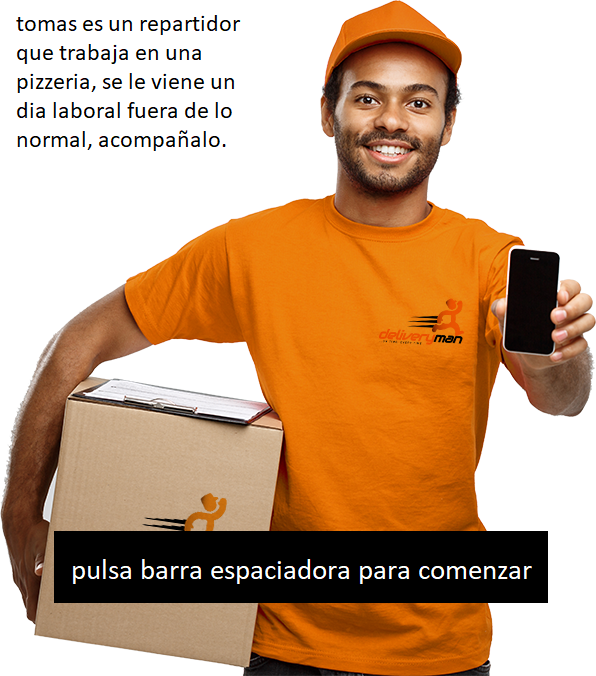 tomas es un repartidor
que trabaja en una
pizzeria, se le viene un
dia laboral fuera de lo
normal, acompañalo.
deliveryman
pulsa barra espaciadora para comenzar